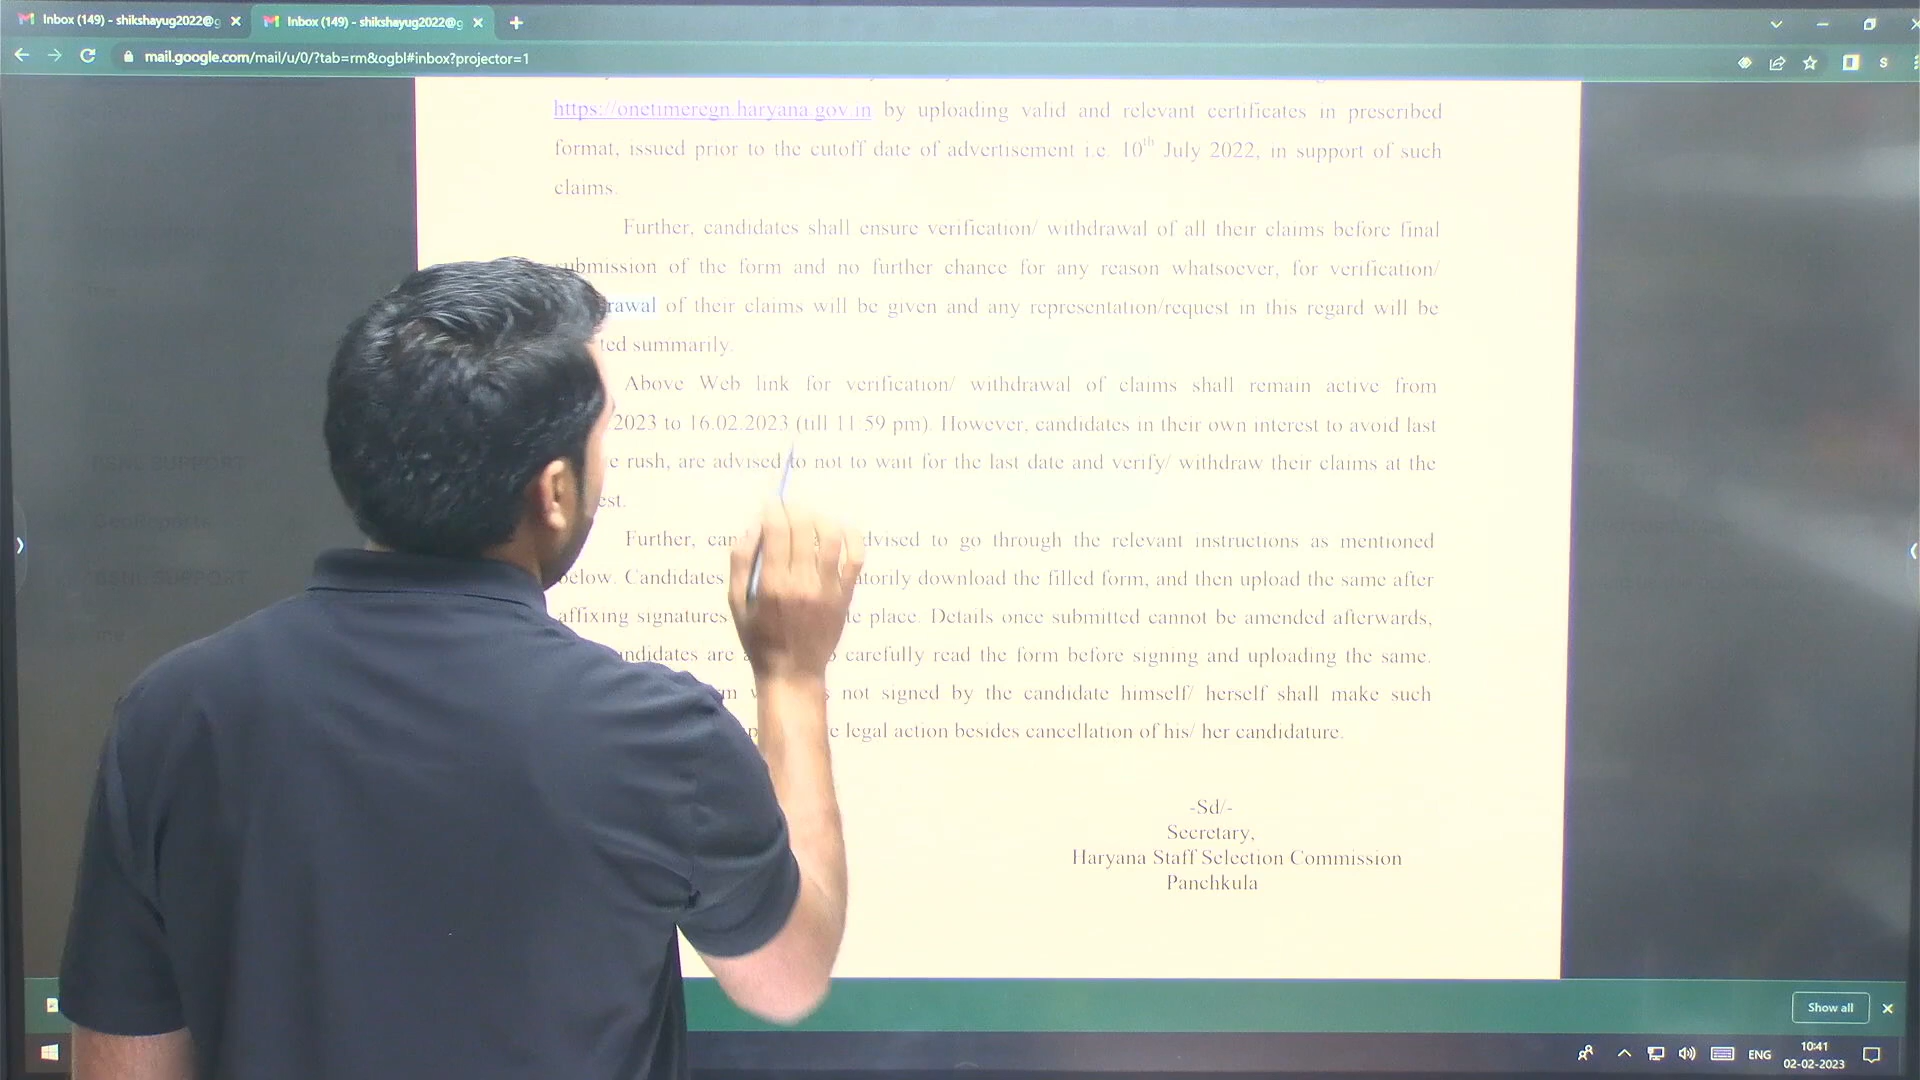 Inbox (149) - shikshayug2022@g
Inbox (149) - shikshayug2022@g
mail.google.com/mail/u/0/?tab=rm&ogbl#inbox?projector=1
S
https://onetimeregn.haryana.gov.in by uploading valid and relevant certificates in prescribed
format, issued prior to the cutoff date of advertisement i.e. 10th July 2022, in support of such
claims.
Further, candidates shall ensure verification/ withdrawal of all their claims before final
submission of the form and no further chance for any reason whatsoever, for verification/
rawal of their claims will be given and any representation/request in this regard will be
ted summarily.
Above Web link for verification/ withdrawal of claims shall remain active from
2023 to 16.02.2023 (till 11:59 pm). However, candidates in their own interest to avoid last
e rush, are advised to not to wait for the last date and verify/ withdraw their claims at the
est.
Further, can dvised to go through the relevant instructions as mentioned
below. Candidates atorily download the filled form, and then upload the same after
affixing signatures te place. Details once submitted cannot be amended afterwards,
ndidates are carefully read the form before signing and uploading the same.
m not signed by the candidate himself/ herself shall make such
e legal action besides cancellation of his/ her candidature.
-Sd/-
Secretary,
Haryana Staff Selection Commission
Panchkula
BSNL SUPPORT
BSNL SUPPORT
me
Show all
ENG
10:41
02-02-2023